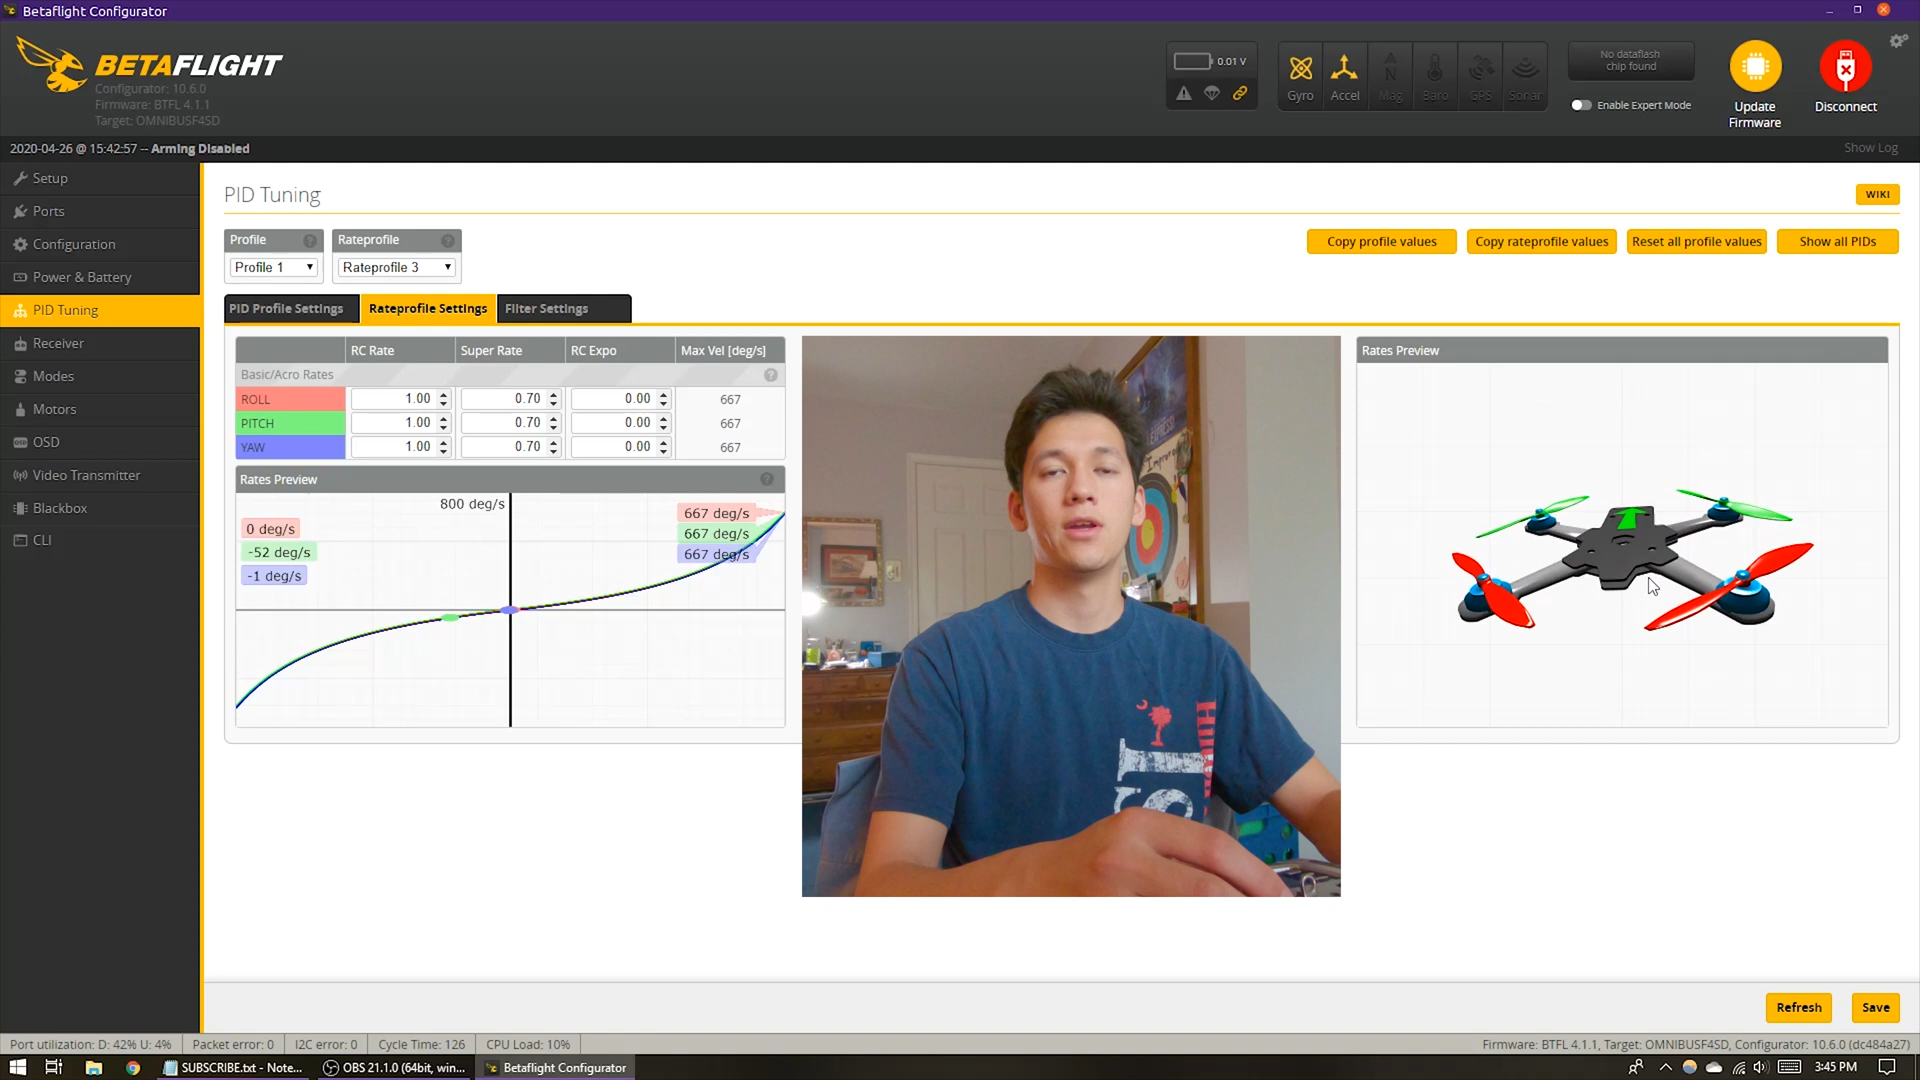 Betaflight Configurator
BETAFLIGHT
Configurator: 10.6.0
Firmware: BTFL 4.1.1
Target: OMNIBUSF4SD
0.01 V
Gyro
Accel
Mag
Baro
GPS
Sonar
No dataflash
chip found
Enable Expert Mode
Update
Firmware
Disconnect
2020-04-26 @ 15:42:57 -- Arming Disabled
Show Log
Setup
Ports
Configuration
Power & Battery
PID Tuning
Receiver
Modes
Motors
OSD
Video Transmitter
Blackbox
CLI
PID Tuning
WIKI
Profile
Rateprofile
Profile 1
Rateprofile 3
Copy profile values
Copy rateprofile values
Reset all profile values
Show all PIDs
PID Profile Settings
Rateprofile Settings
Filter Settings
RC Rate Super Rate RC Expo Max Vel [deg/s]
Basic/Acro Rates
ROLL 1.00 0.70 0.00 667
PITCH 1.00 0.70 0.00 667
YAW 1.00 0.70 0.00 667
Rates Preview
800 deg/s
0 deg/s
-52 deg/s
-1 deg/s
667 deg/s
667 deg/s
667 deg/s
Rates Preview
Refresh
Save
Port utilization: D: 42% U: 4%
Packet error: 0
I2C error: 0
Cycle Time: 126
CPU Load: 10%
Firmware: BTFL 4.1.1, Target: OMNIBUSF4SD, Configurator: 10.6.0 (dc484a27)
SUBSCRIBE.txt - Note...
OBS 21.1.0 (64bit, win...
Betaflight Configurator
3:45 PM